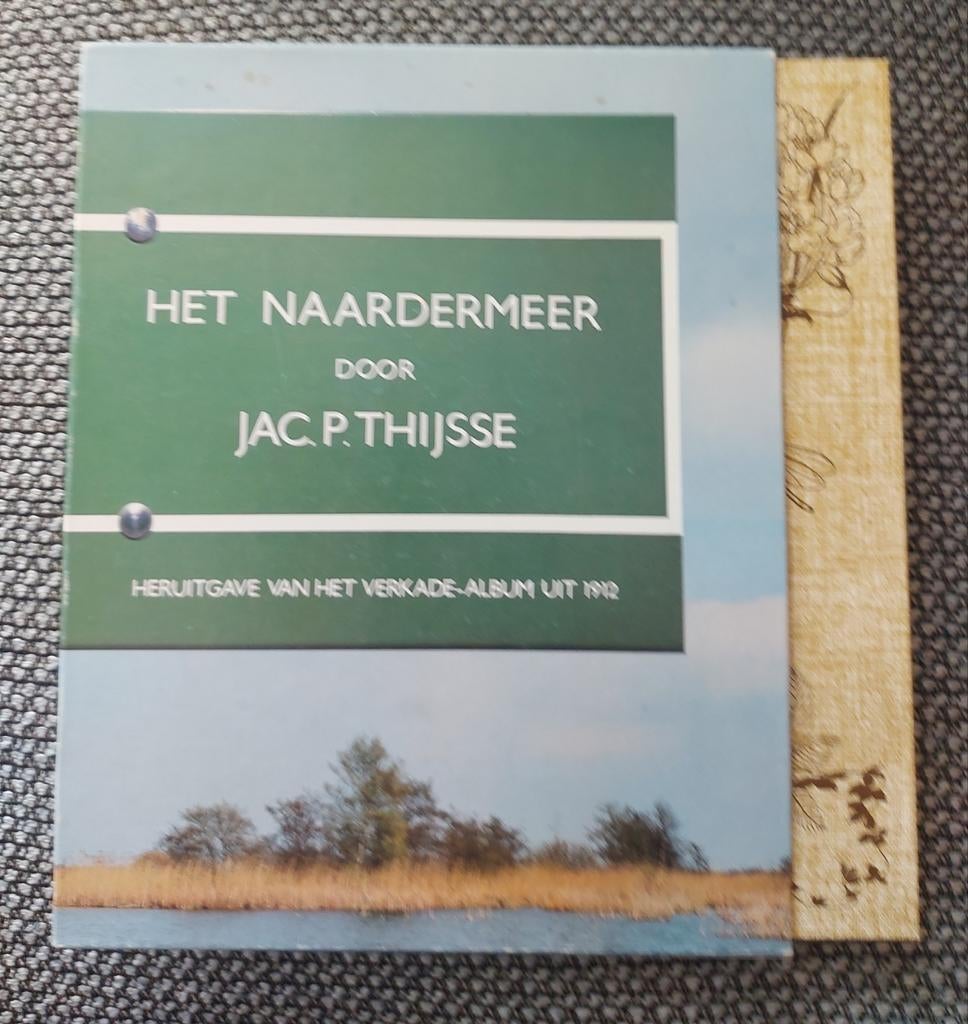 HET NAARDERMEER
DOOR
JAC. P. THIJSSE
HERUITGAVE VAN HET VERKADE-ALBUM UIT 1912